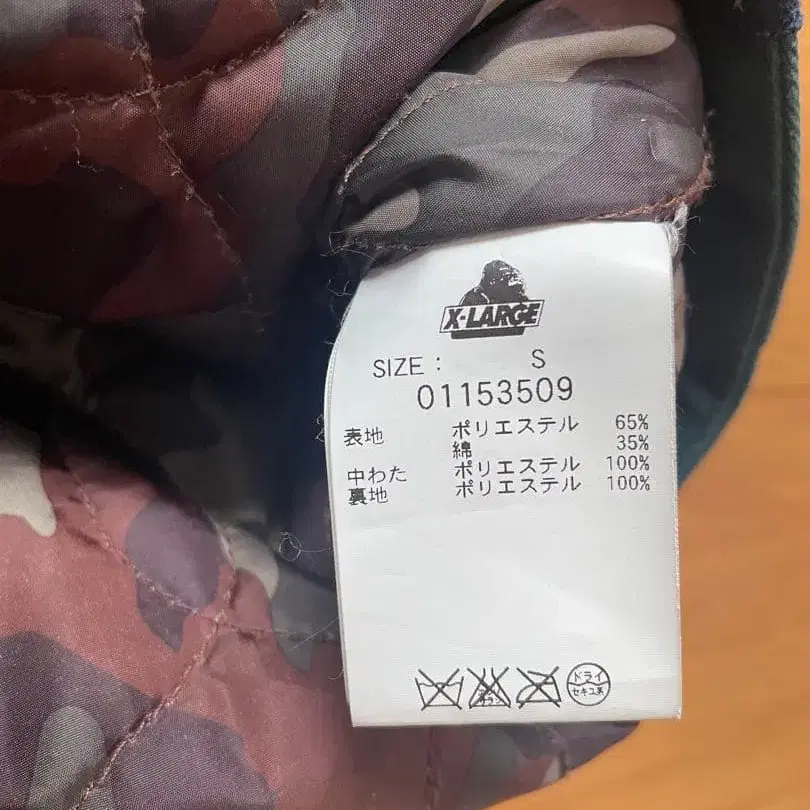 X-LARGE
SIZE : S
01153509
表地 ポリエステル 65%
綿 35%
中わた ポリエステル 100%
裏地 ポリエステル 100%
ドライ
セキユ系